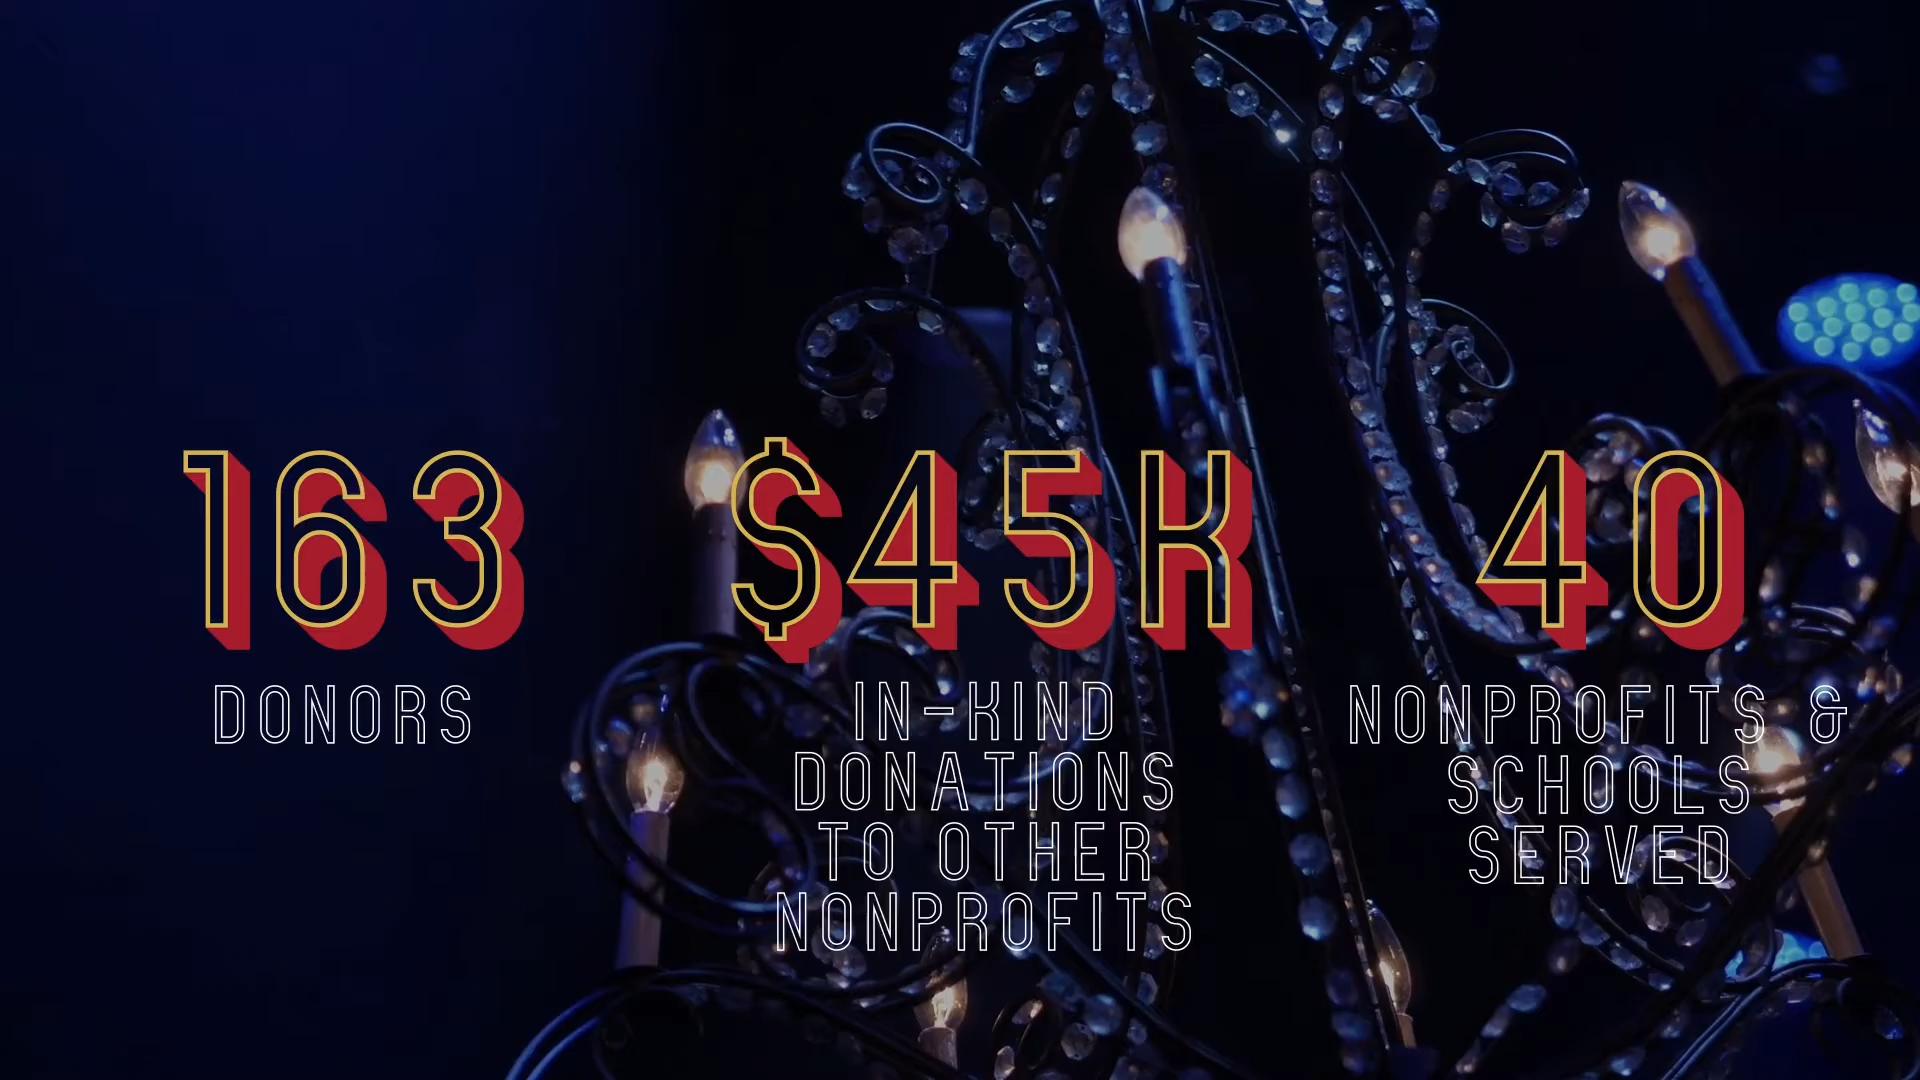 163
DONORS
$45K
IN-KIND
DONATIONS
TO OTHER
NONPROFITS
40
NONPROFITS &
SCHOOLS
SERVED